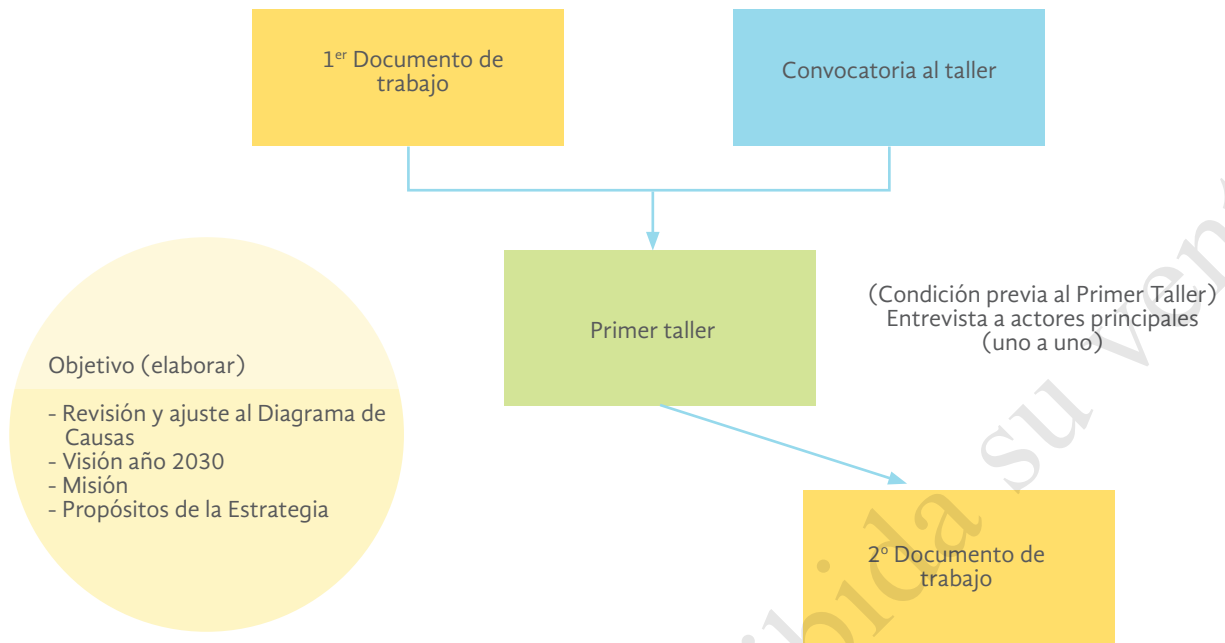 1er Documento de
trabajo
Convocatoria al taller
Primer taller
(Condición previa al Primer Taller)
Entrevista a actores principales
(uno a uno)
Objetivo (elaborar)
- Revisión y ajuste al Diagrama de
Causas
- Visión año 2030
- Misión
- Propósitos de la Estrategia
2º Documento de
trabajo
su